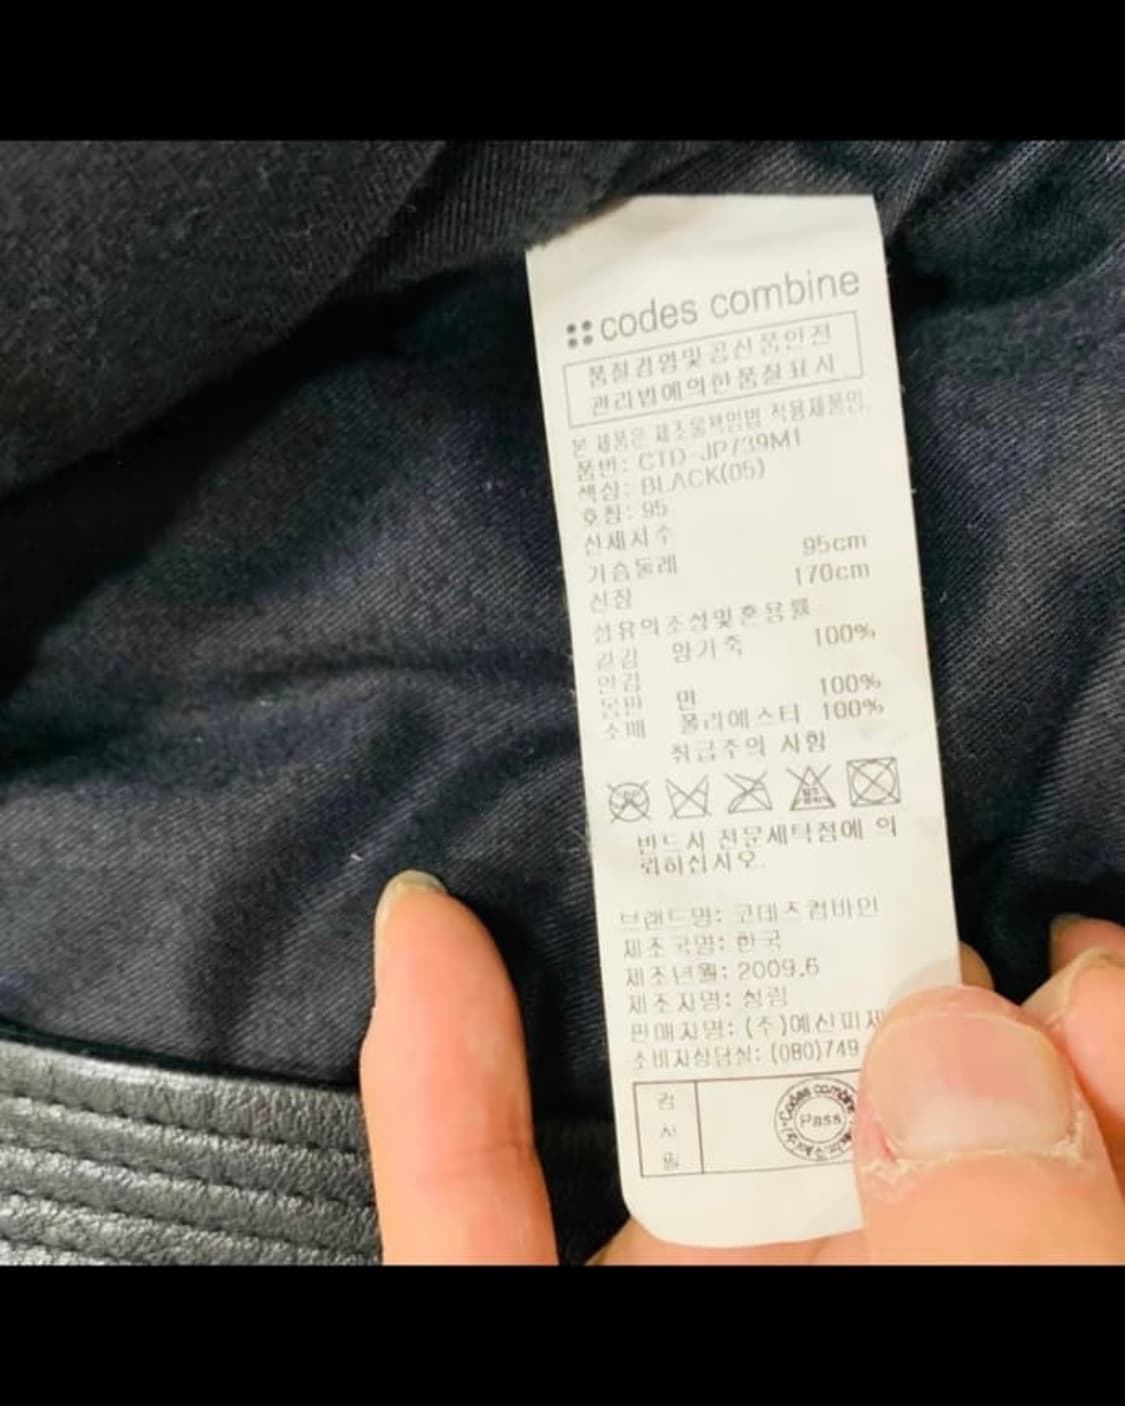 codes combine
품질경영및공산품안전
관리법에의한품질표시
본 제품은 제조물책임법 적용제품임.
품번: CTD-JP739M1
색상: BLACK(05)
호칭: 95
신체치수
가슴둘레 95cm
신장 170cm
섬유의조성및혼용률
겉감 양가죽 100%
안감
몸판 면 100%
소매 폴리에스터 100%
취급주의 사항
반드시 전문세탁점에 의
뢰하십시오.
브랜드명: 코데즈컴바인
제조국명: 한국
제조년월: 2009.6
제조자명: 성림
판매자명: (주)예신피제
소비자상담실: (080)749
검
사
필
Codes combine
Pass